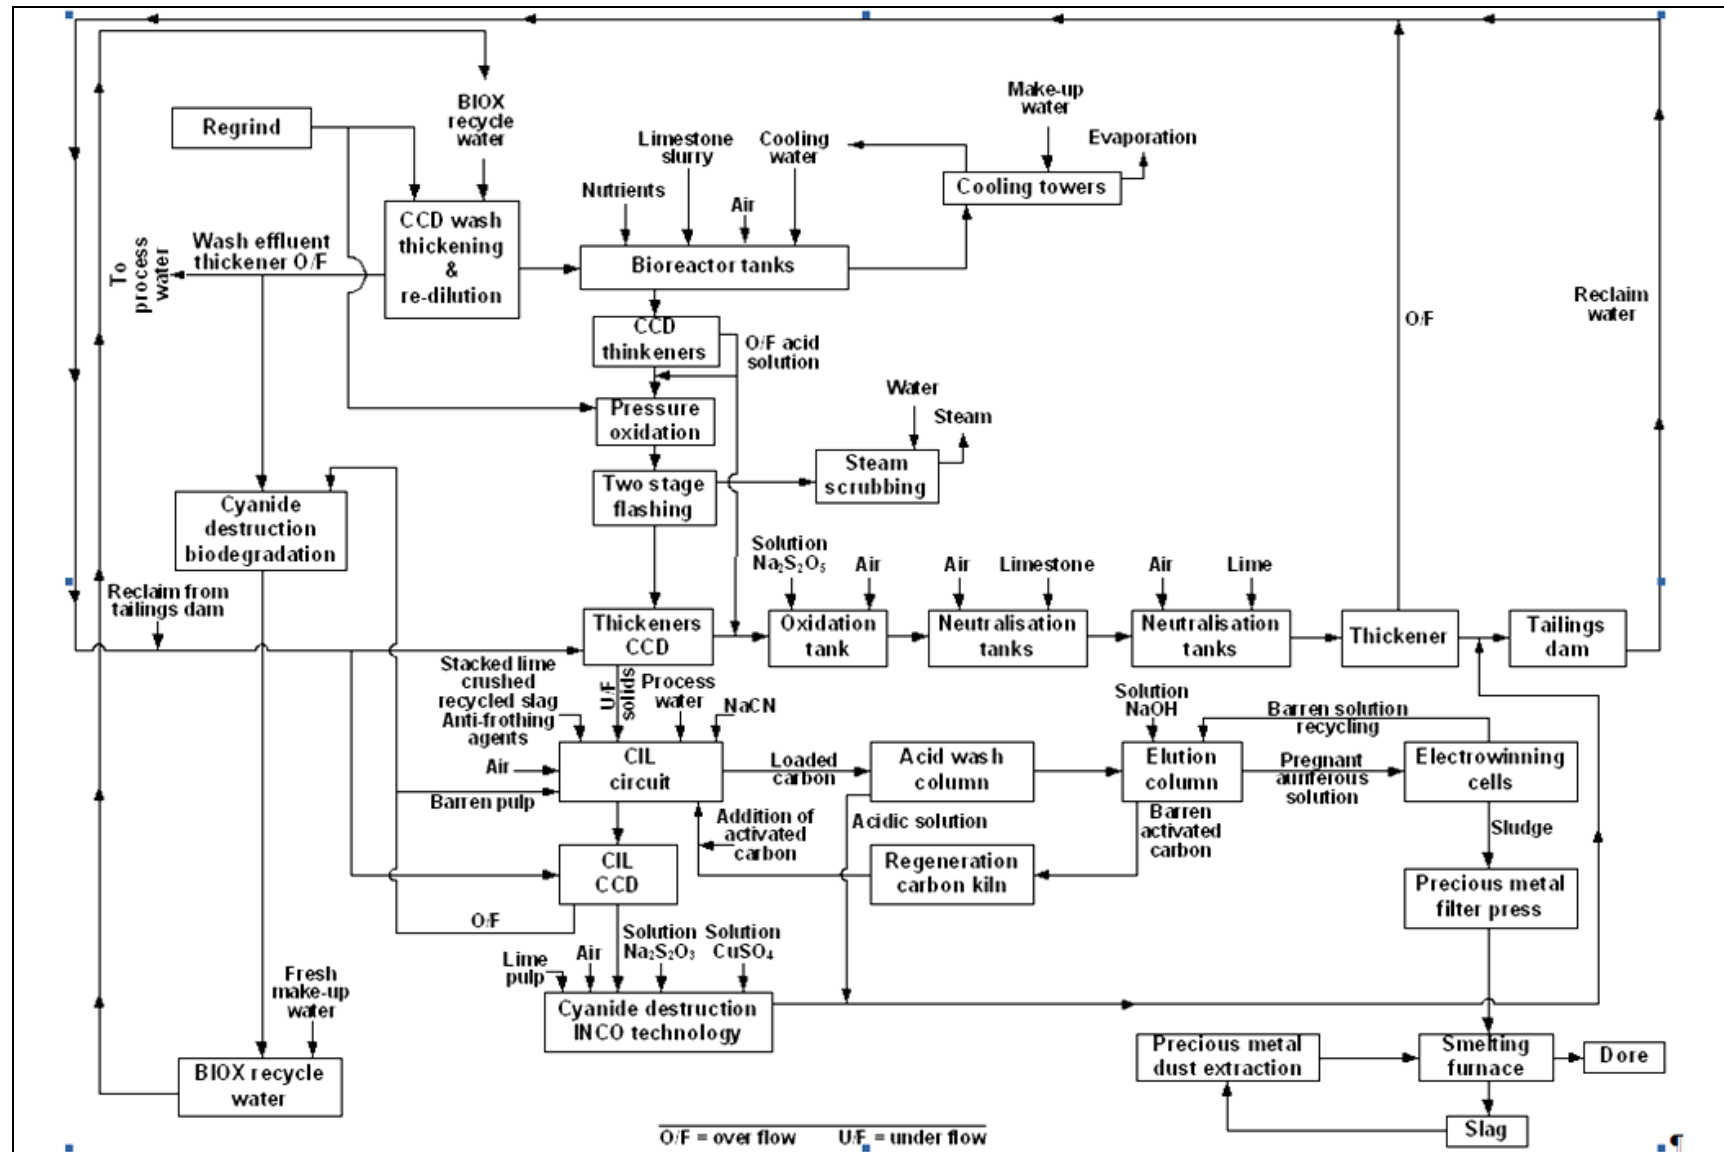 Make-up
water
BIOX
recycle
water
Regrind
Limestone
slurry
Cooling
water
Evaporation
Nutrients
Air
Cooling towers
CCD wash
thickening
&
re-dilution
Wash effluent
thickener O/F
To
process
water
Bioreactor tanks
Reclaim
water
O/F
CCD
thinkeners
O/F acid
solution
Water
Steam
Pressure
oxidation
Steam
scrubbing
Two stage
flashing
Cyanide
destruction
biodegradation
Solution
Na₂S₂O₅
Air
Air
Limestone
Air
Lime
Reclaim from
tailings dam
Thickeners
CCD
Oxidation
tank
Neutralisation
tanks
Neutralisation
tanks
Thickener
Tailings
dam
Stacked lime
crushed
recycled slag
Anti-frothing
agents
U/F
solids
Process
water
NaCN
Solution
NaOH
Barren solution
recycling
Air
CIL
circuit
Loaded
carbon
Acid wash
column
Elution
column
Pregnant
auriferous
solution
Electrowinning
cells
Barren pulp
Addition of
activated
carbon
Acidic solution
Barren
activated
carbon
Sludge
CIL
CCD
Regeneration
carbon kiln
Precious metal
filter press
O/F
Solution
Na₂S₂O₃
Solution
CuSO₄
Lime
pulp
Air
Fresh
make-up
water
Cyanide destruction
INCO technology
Precious metal
dust extraction
Smelting
furnace
Dore
BIOX recycle
water
Slag
O/F = over flow U/F = under flow
¶